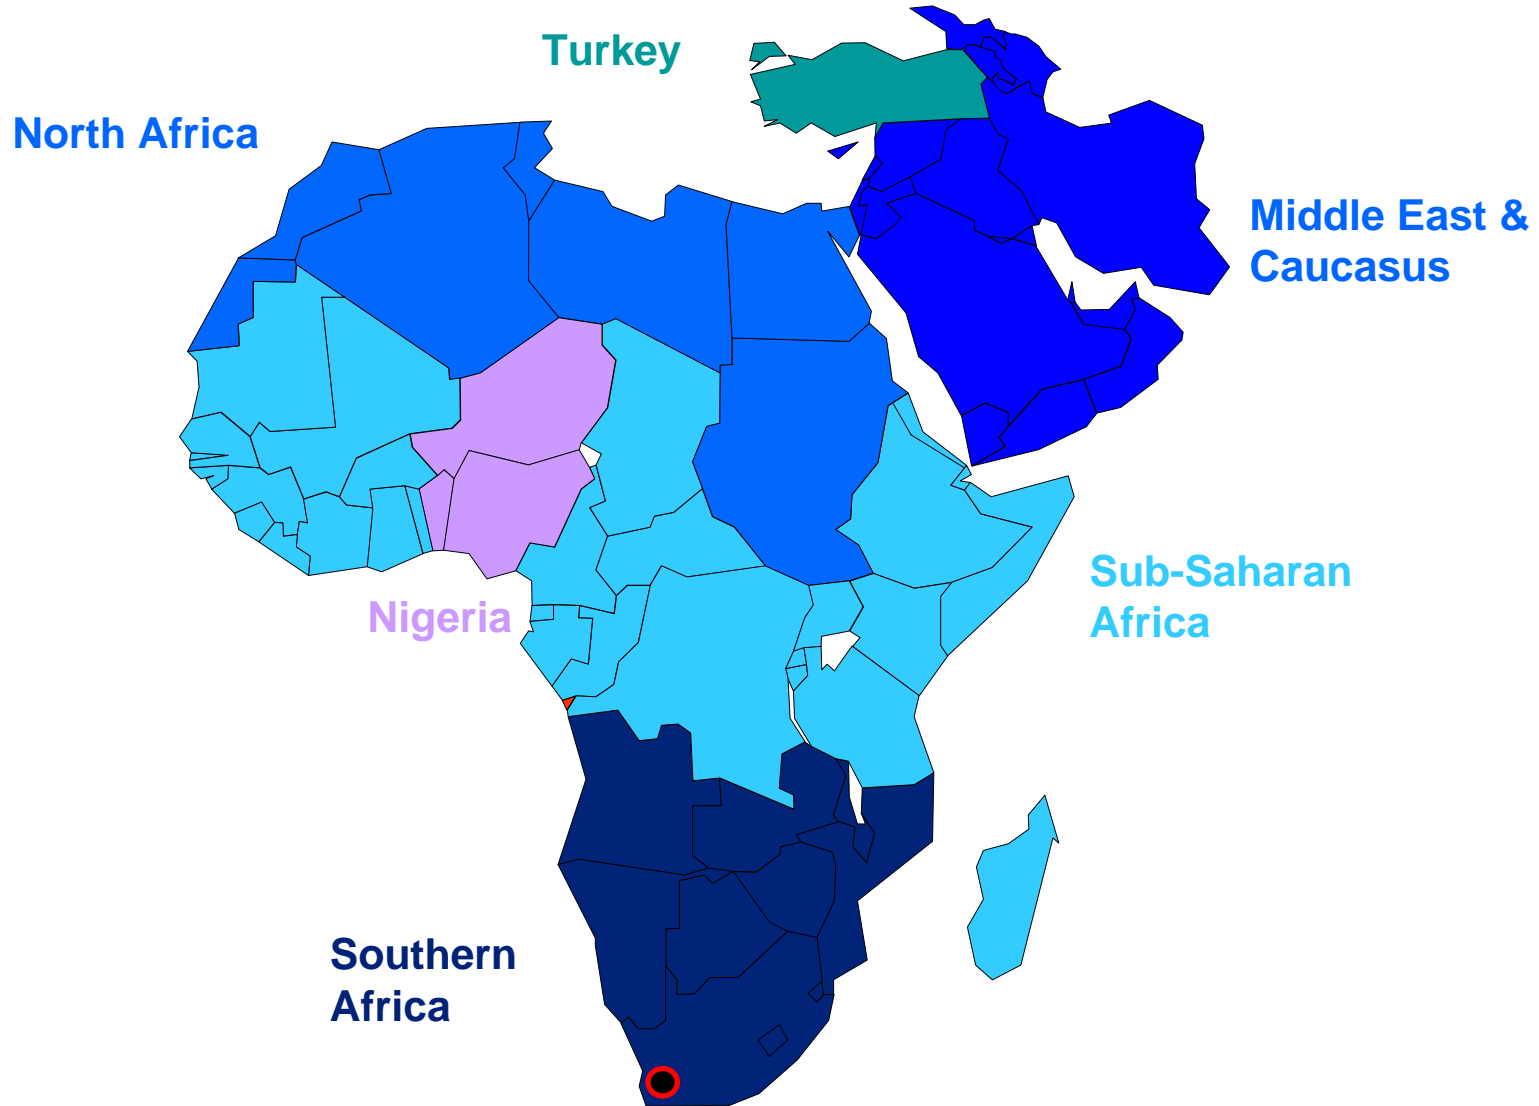 Turkey
North Africa
Middle East &
Caucasus
Sub-Saharan
Africa
Nigeria
Southern
Africa